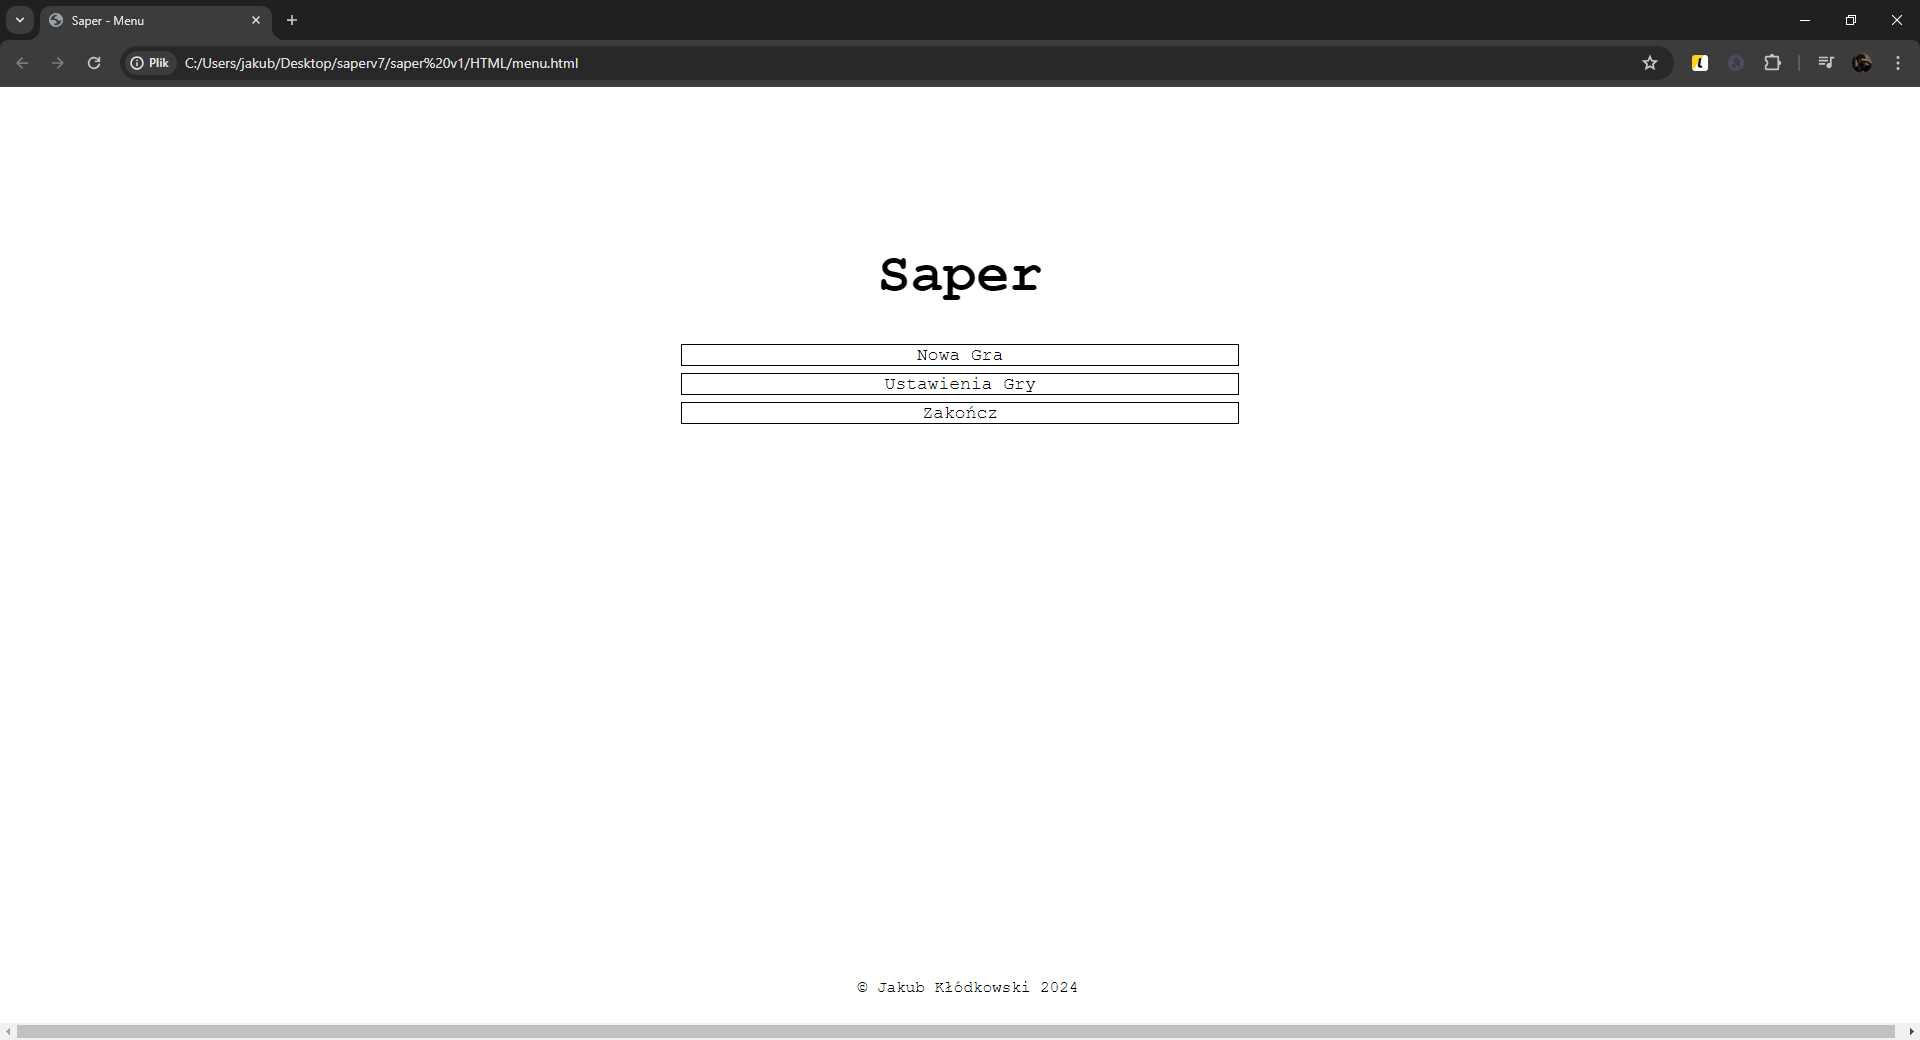 Saper - Menu
Plik C:/Users/jakub/Desktop/saperv7/saper%20v1/HTML/menu.html
Saper
Nowa Gra
Ustawienia Gry
Zakończ
© Jakub Kłódkowski 2024